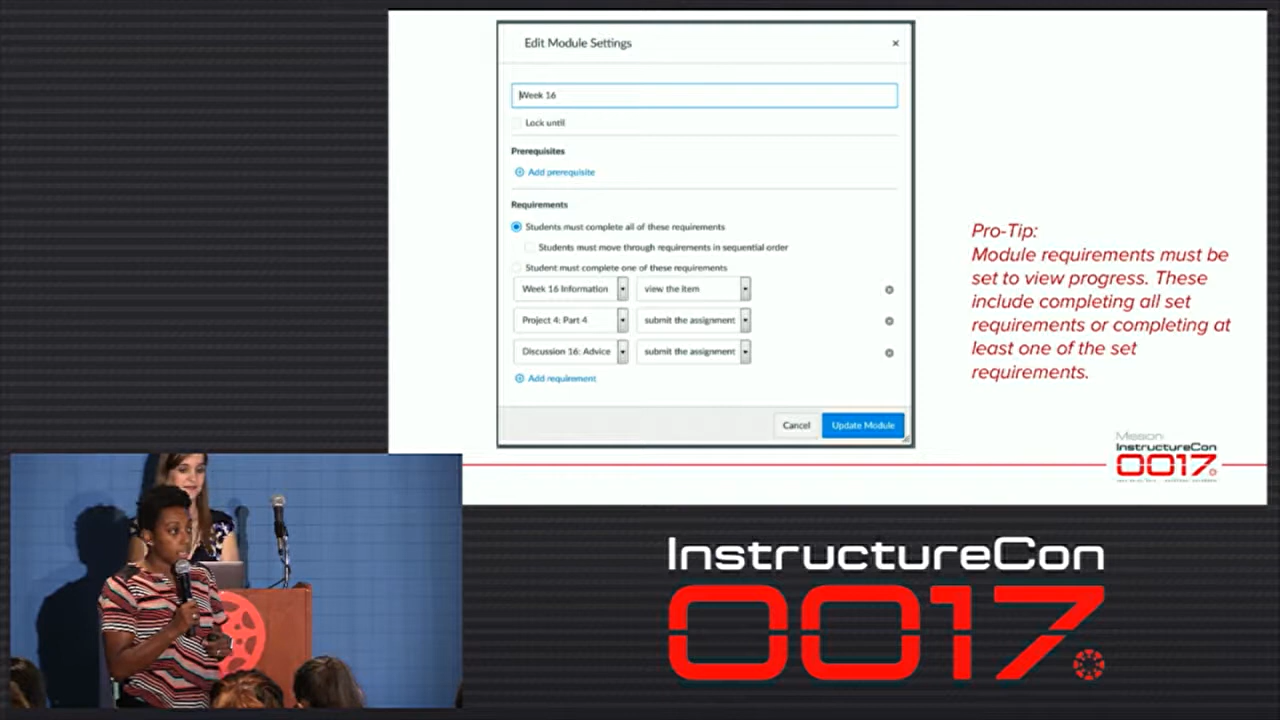 Edit Module Settings
×
Week 16
Lock until
Prerequisites
Add prerequisite
Requirements
Students must complete all of these requirements
Students must move through requirements in sequential order
Student must complete one of these requirements
Week 16 Information view the item
Project 4: Part 4 submit the assignment
Discussion 16: Advice submit the assignment
Add requirement
Cancel Update Module
Pro-Tip:
Module requirements must be
set to view progress. These
include completing all set
requirements or completing at
least one of the set
requirements.
Mission:
InstructureCon
0017
InstructureCon
0017